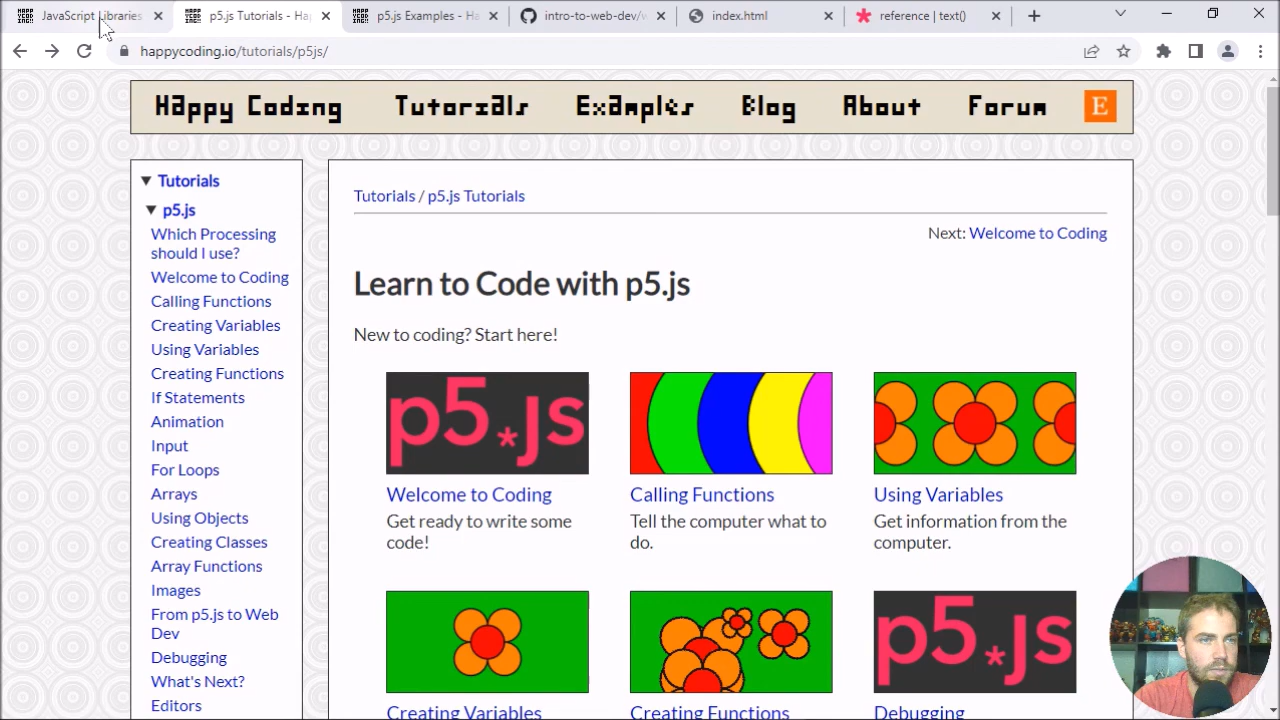 JavaScript Libraries
p5.js Tutorials - Ha
p5.js Examples - Ha
intro-to-web-dev/w
index.html
reference | text()
happycoding.io/tutorials/p5js/
Happy Coding
Tutorials
Examples
Blog
About
Forum
E
Tutorials
p5.js
Which Processing
should I use?
Welcome to Coding
Calling Functions
Creating Variables
Using Variables
Creating Functions
If Statements
Animation
Input
For Loops
Arrays
Using Objects
Creating Classes
Array Functions
Images
From p5.js to Web
Dev
Debugging
What's Next?
Editors
Tutorials / p5.js Tutorials
Next: Welcome to Coding
Learn to Code with p5.js
New to coding? Start here!
p5*js
Welcome to Coding
Get ready to write some
code!
Calling Functions
Tell the computer what to
do.
Using Variables
Get information from the
computer.
p5*js
Creating Variables
Creating Functions
Debugging